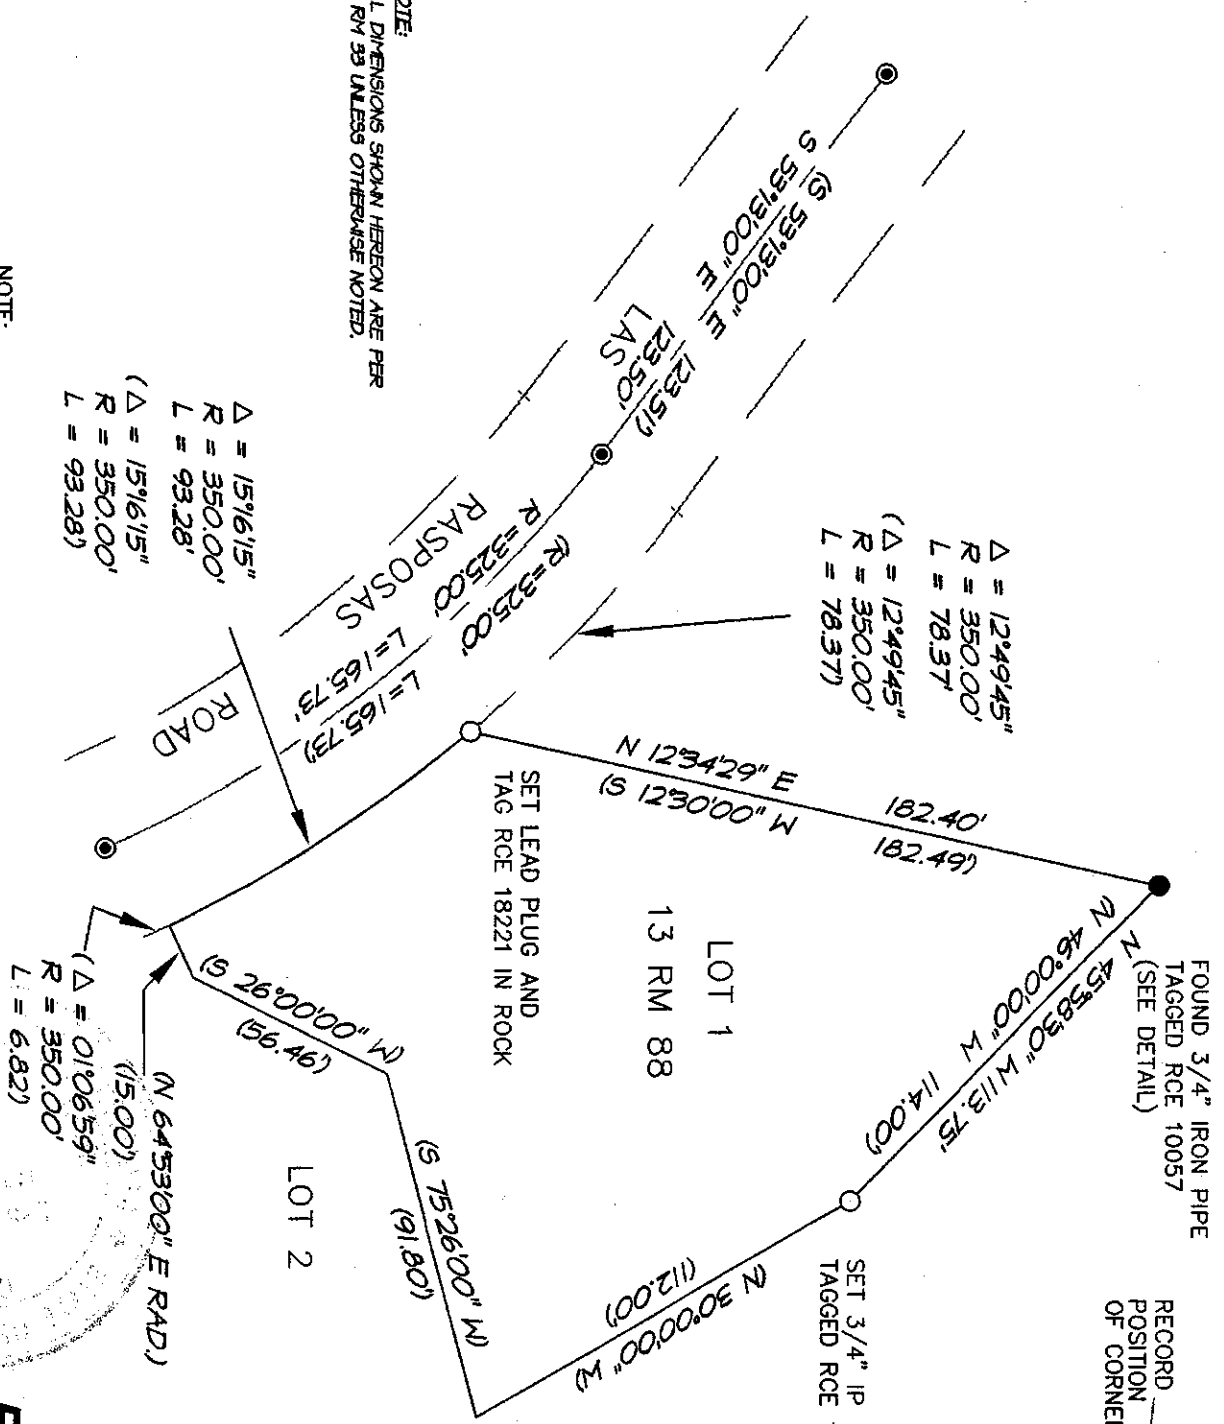 NOTE:
DIMENSIONS SHOWN HEREON ARE PER
RM 33 UNLESS OTHERWISE NOTED.
NOTE:
(S 53°13'00" E 123.51')
S 53°13'00" E 123.50'
LAS
RASPOSAS
ROAD
(R=325.00' L=165.73')
R=325.00' L=165.73'
Δ = 12°49'45"
R = 350.00'
L = 78.37'
(Δ = 12°49'45"
R = 350.00'
L = 78.37')
Δ = 15°16'15"
R = 350.00'
L = 93.28'
(Δ = 15°16'15"
R = 350.00'
L = 93.28')
N 12°34'29" E 182.40'
(S 12°30'00" W 182.49')
SET LEAD PLUG AND
TAG RCE 18221 IN ROCK
FOUND 3/4" IRON PIPE
TAGGED RCE 10057
(SEE DETAIL)
N 45°58'30" W 113.75'
(N 46°00'00" W 114.00')
LOT 1
13 RM 88
(S 26°00'00" W)
(56.46')
(S 75°26'00" W)
(91.80')
LOT 2
(N 30°00'00" W)
(112.00')
SET 3/4" IP
TAGGED RCE
RECORD
POSITION
OF CORNER
(N 64°53'00" E RAD.)
(15.00')
(Δ = 01°06'59"
R = 350.00'
L = 6.82')